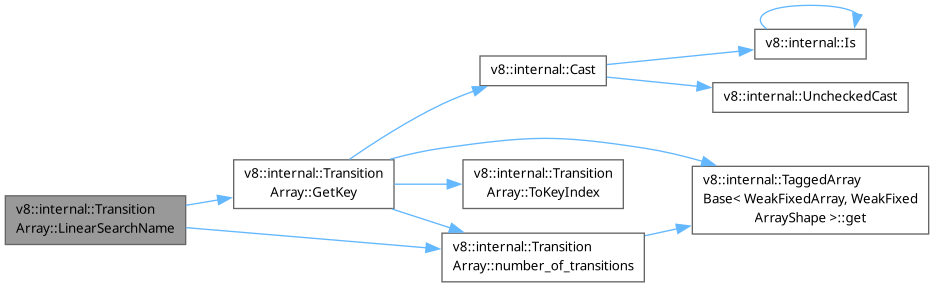 v8::internal::Transition
Array::LinearSearchName
v8::internal::Transition
Array::GetKey
v8::internal::Cast
v8::internal::Is
v8::internal::UncheckedCast
v8::internal::Transition
Array::ToKeyIndex
v8::internal::TaggedArray
Base< WeakFixedArray, WeakFixed
ArrayShape >::get
v8::internal::Transition
Array::number_of_transitions